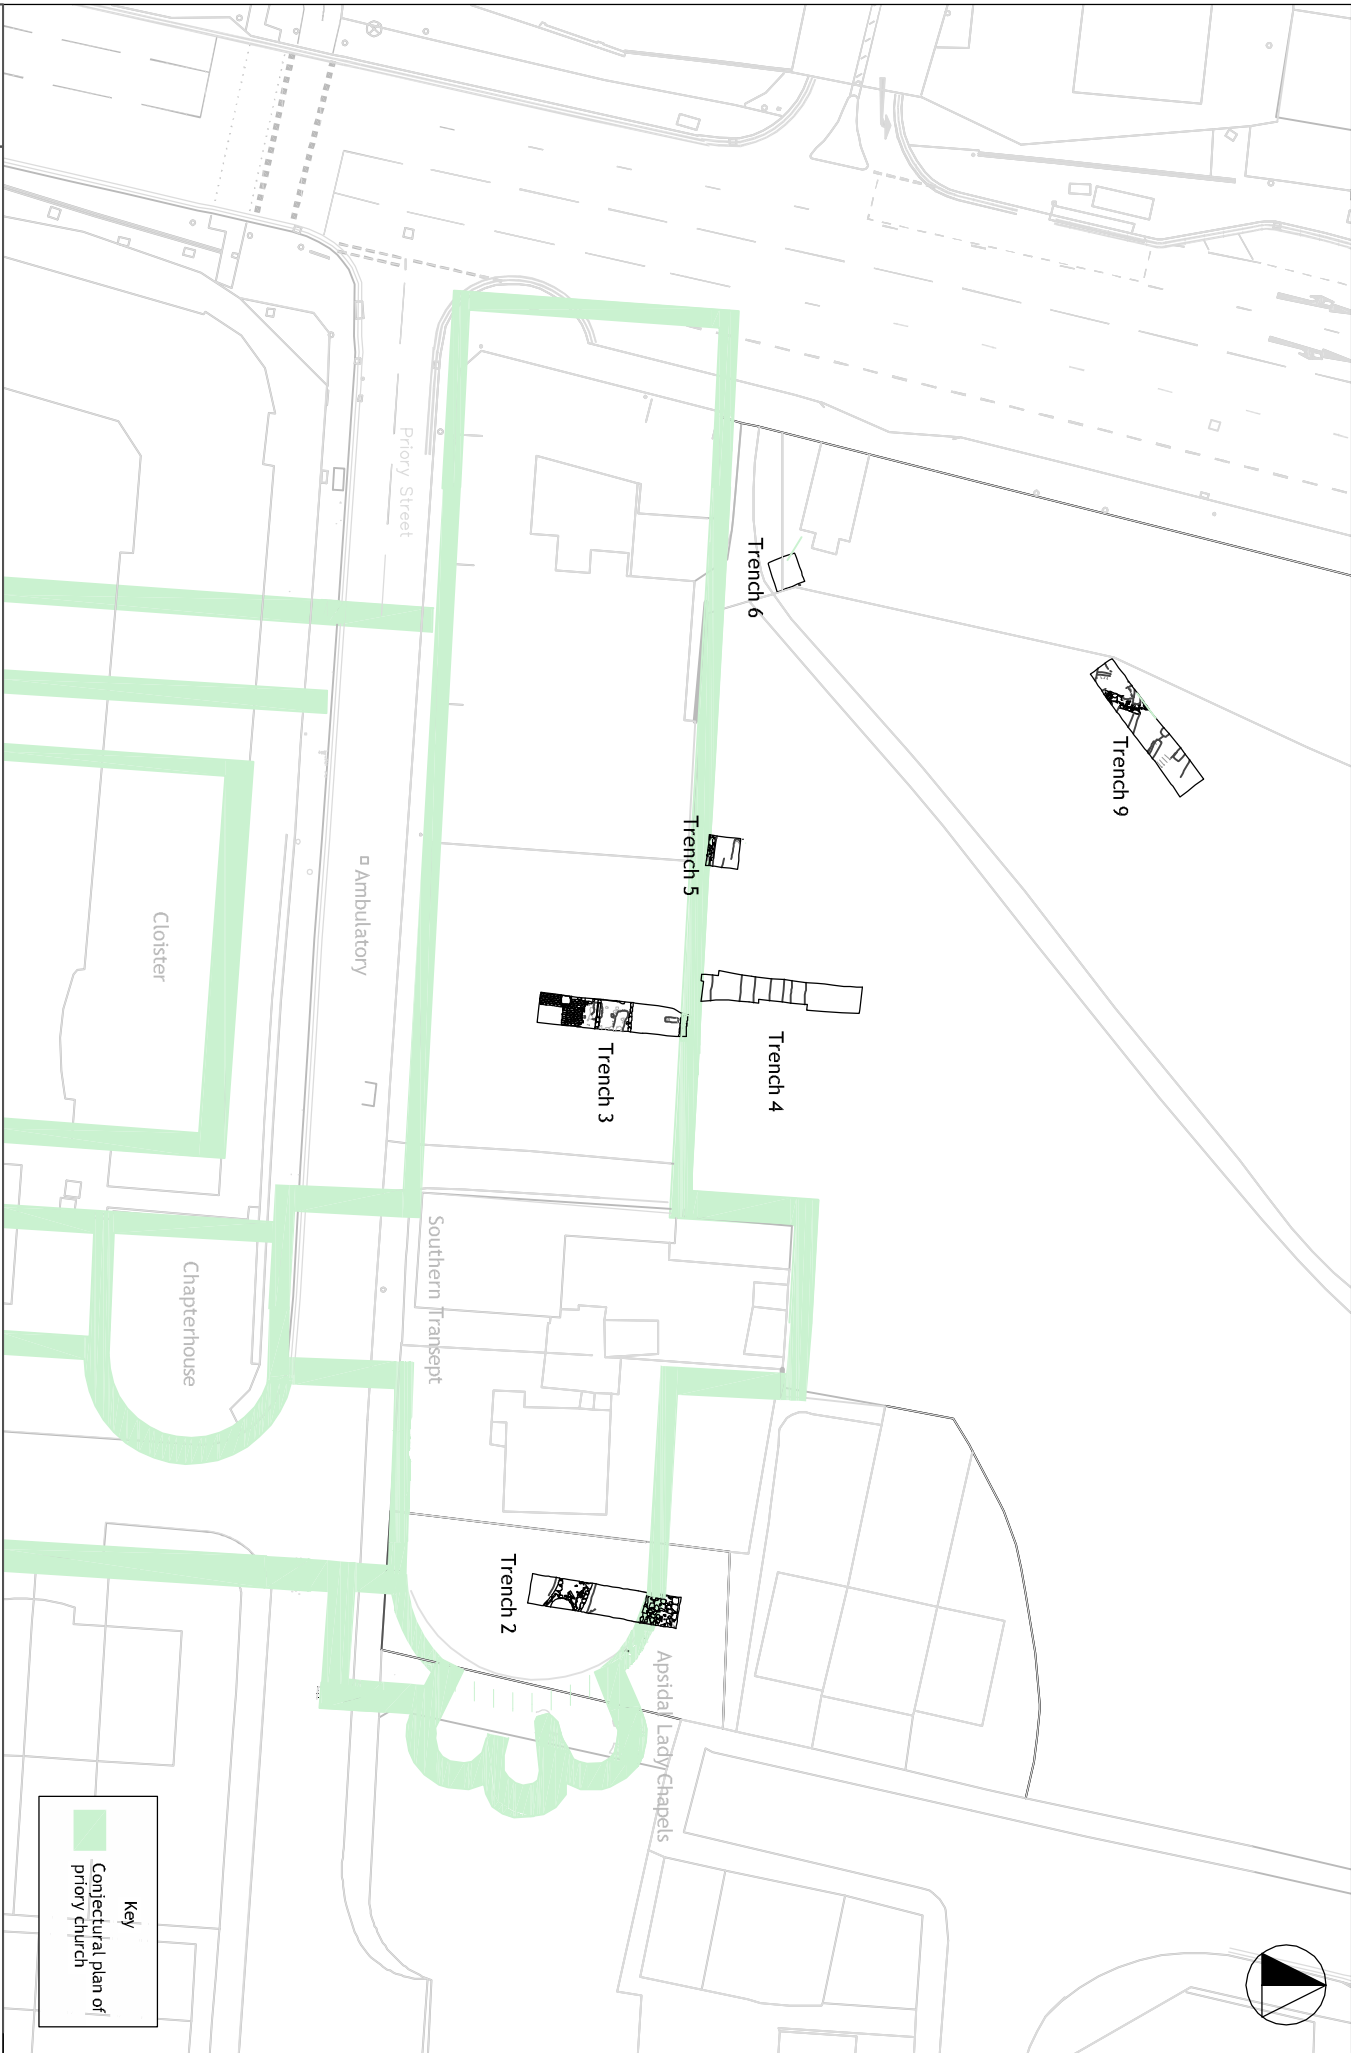 Priory Street
Trench 6
Trench 9
Trench 5
Ambulatory
Cloister
Trench 4
Trench 3
Southern Transept
Chapterhouse
Trench 2
Apsidal Lady Chapels
Key
Conjectural plan of
priory church